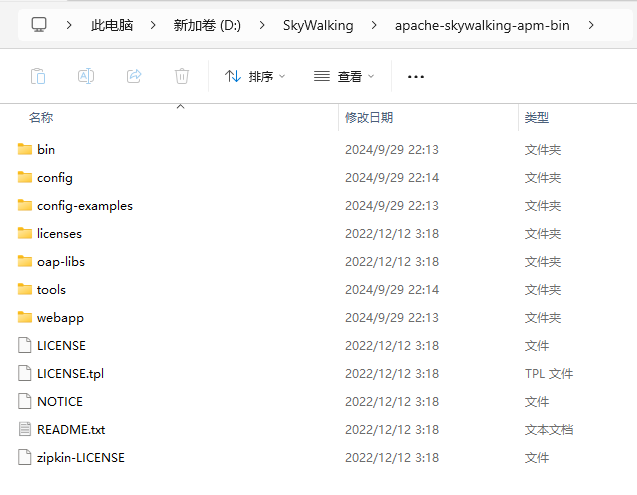 此电脑 > 新加卷 (D:) > SkyWalking > apache-skywalking-apm-bin >
排序 查看 ...
名称 修改日期 类型
bin 2024/9/29 22:13 文件夹
config 2024/9/29 22:14 文件夹
config-examples 2024/9/29 22:13 文件夹
licenses 2022/12/12 3:18 文件夹
oap-libs 2022/12/12 3:18 文件夹
tools 2024/9/29 22:14 文件夹
webapp 2024/9/29 22:13 文件夹
LICENSE 2022/12/12 3:18 文件
LICENSE.tpl 2022/12/12 3:18 TPL 文件
NOTICE 2022/12/12 3:18 文件
README.txt 2022/12/12 3:18 文本文档
zipkin-LICENSE 2022/12/12 3:18 文件